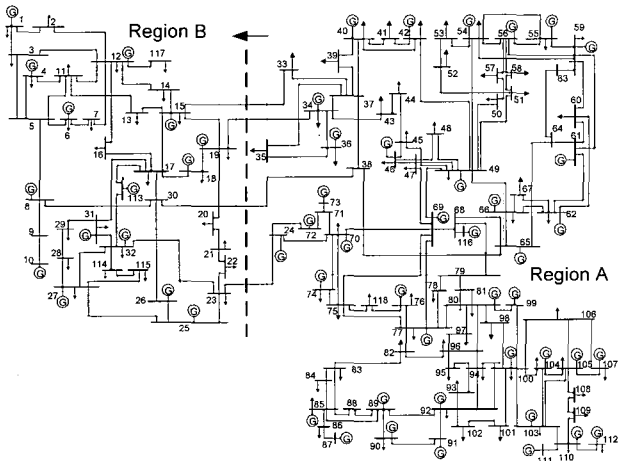 Region B
Region A
G 1 2 3 G 4 11 G 12 117 14 5 G 6 7 13 15 G 16 17 G 18 19
G 8 9 10 G 113 G 30 29 31 G 32 G 28 114 115 27 G 26 G 25 G 20 21 22 23 G
33 34 G 35 36 G 37 38 39 40 G 41 42 G 43 44 45 46 G 47 48 49 G
53 54 G 52 55 G 56 G 57 58 50 51 59 G 63 60 64 61 G 67 62 G 66 G 65 G
24 G 73 G 71 72 G 70 G 69 G 68 116 G 74 G 75 118 76 G 77 G 78 79 80 G 81
82 83 84 85 G 86 87 G 88 89 G 90 G 91 G 92 G 93 94 95 96 97 98 99 G
100 G 101 102 103 G 104 G 105 G 106 107 G 108 109 110 G 111 G 112 G